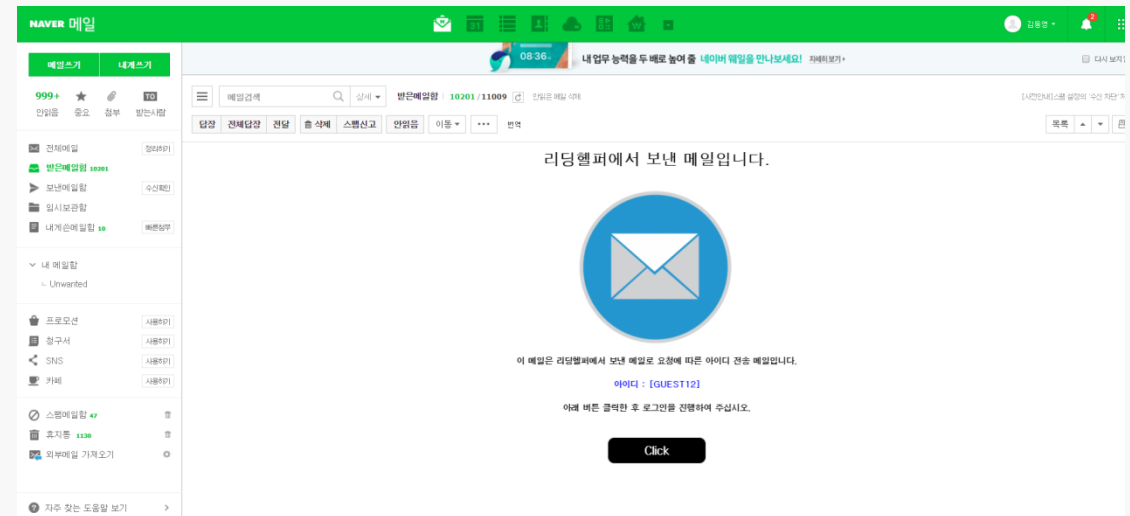 NAVER 메일
김동영
2
메일쓰기 내게쓰기
08:36
내 업무 능력을 두 배로 높여 줄 네이버 웨일을 만나보세요! 자세히보기
다시 보지
999+ TO
안읽음 중요 첨부 받는사람
메일검색 상세 받은메일함 10201/11009 안읽은 메일 삭제
답장 전체답장 전달 삭제 스팸신고 안읽음 이동 ... 번역 목록
전체메일 정리하기
받은메일함 10201
보낸메일함 수신확인
임시보관함
내게쓴메일함 10 빠른첨부
내 메일함
Unwanted
프로모션 사용하기
청구서 사용하기
SNS 사용하기
카페 사용하기
스팸메일함 47
휴지통 1130
외부메일 가져오기
자주 찾는 도움말 보기
리딩헬퍼에서 보낸 메일입니다.
이 메일은 리딩헬퍼에서 보낸 메일로 요청에 따른 아이디 전송 메일입니다.
아이디 : [GUEST12]
아래 버튼 클릭한 후 로그인을 진행하여 주십시오.
Click